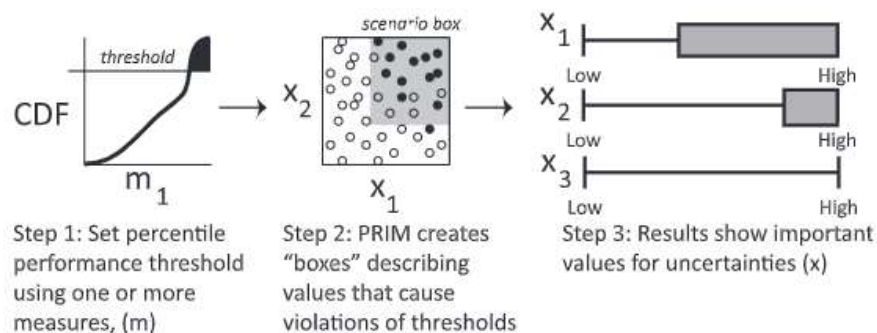 scenario box
threshold
CDF
m1
x2
x1
x1
Low High
x2
Low High
x3
Low High
Step 1: Set percentile
performance threshold
using one or more
measures, (m)
Step 2: PRIM creates
“boxes” describing
values that cause
violations of thresholds
Step 3: Results show important
values for uncertainties (x)